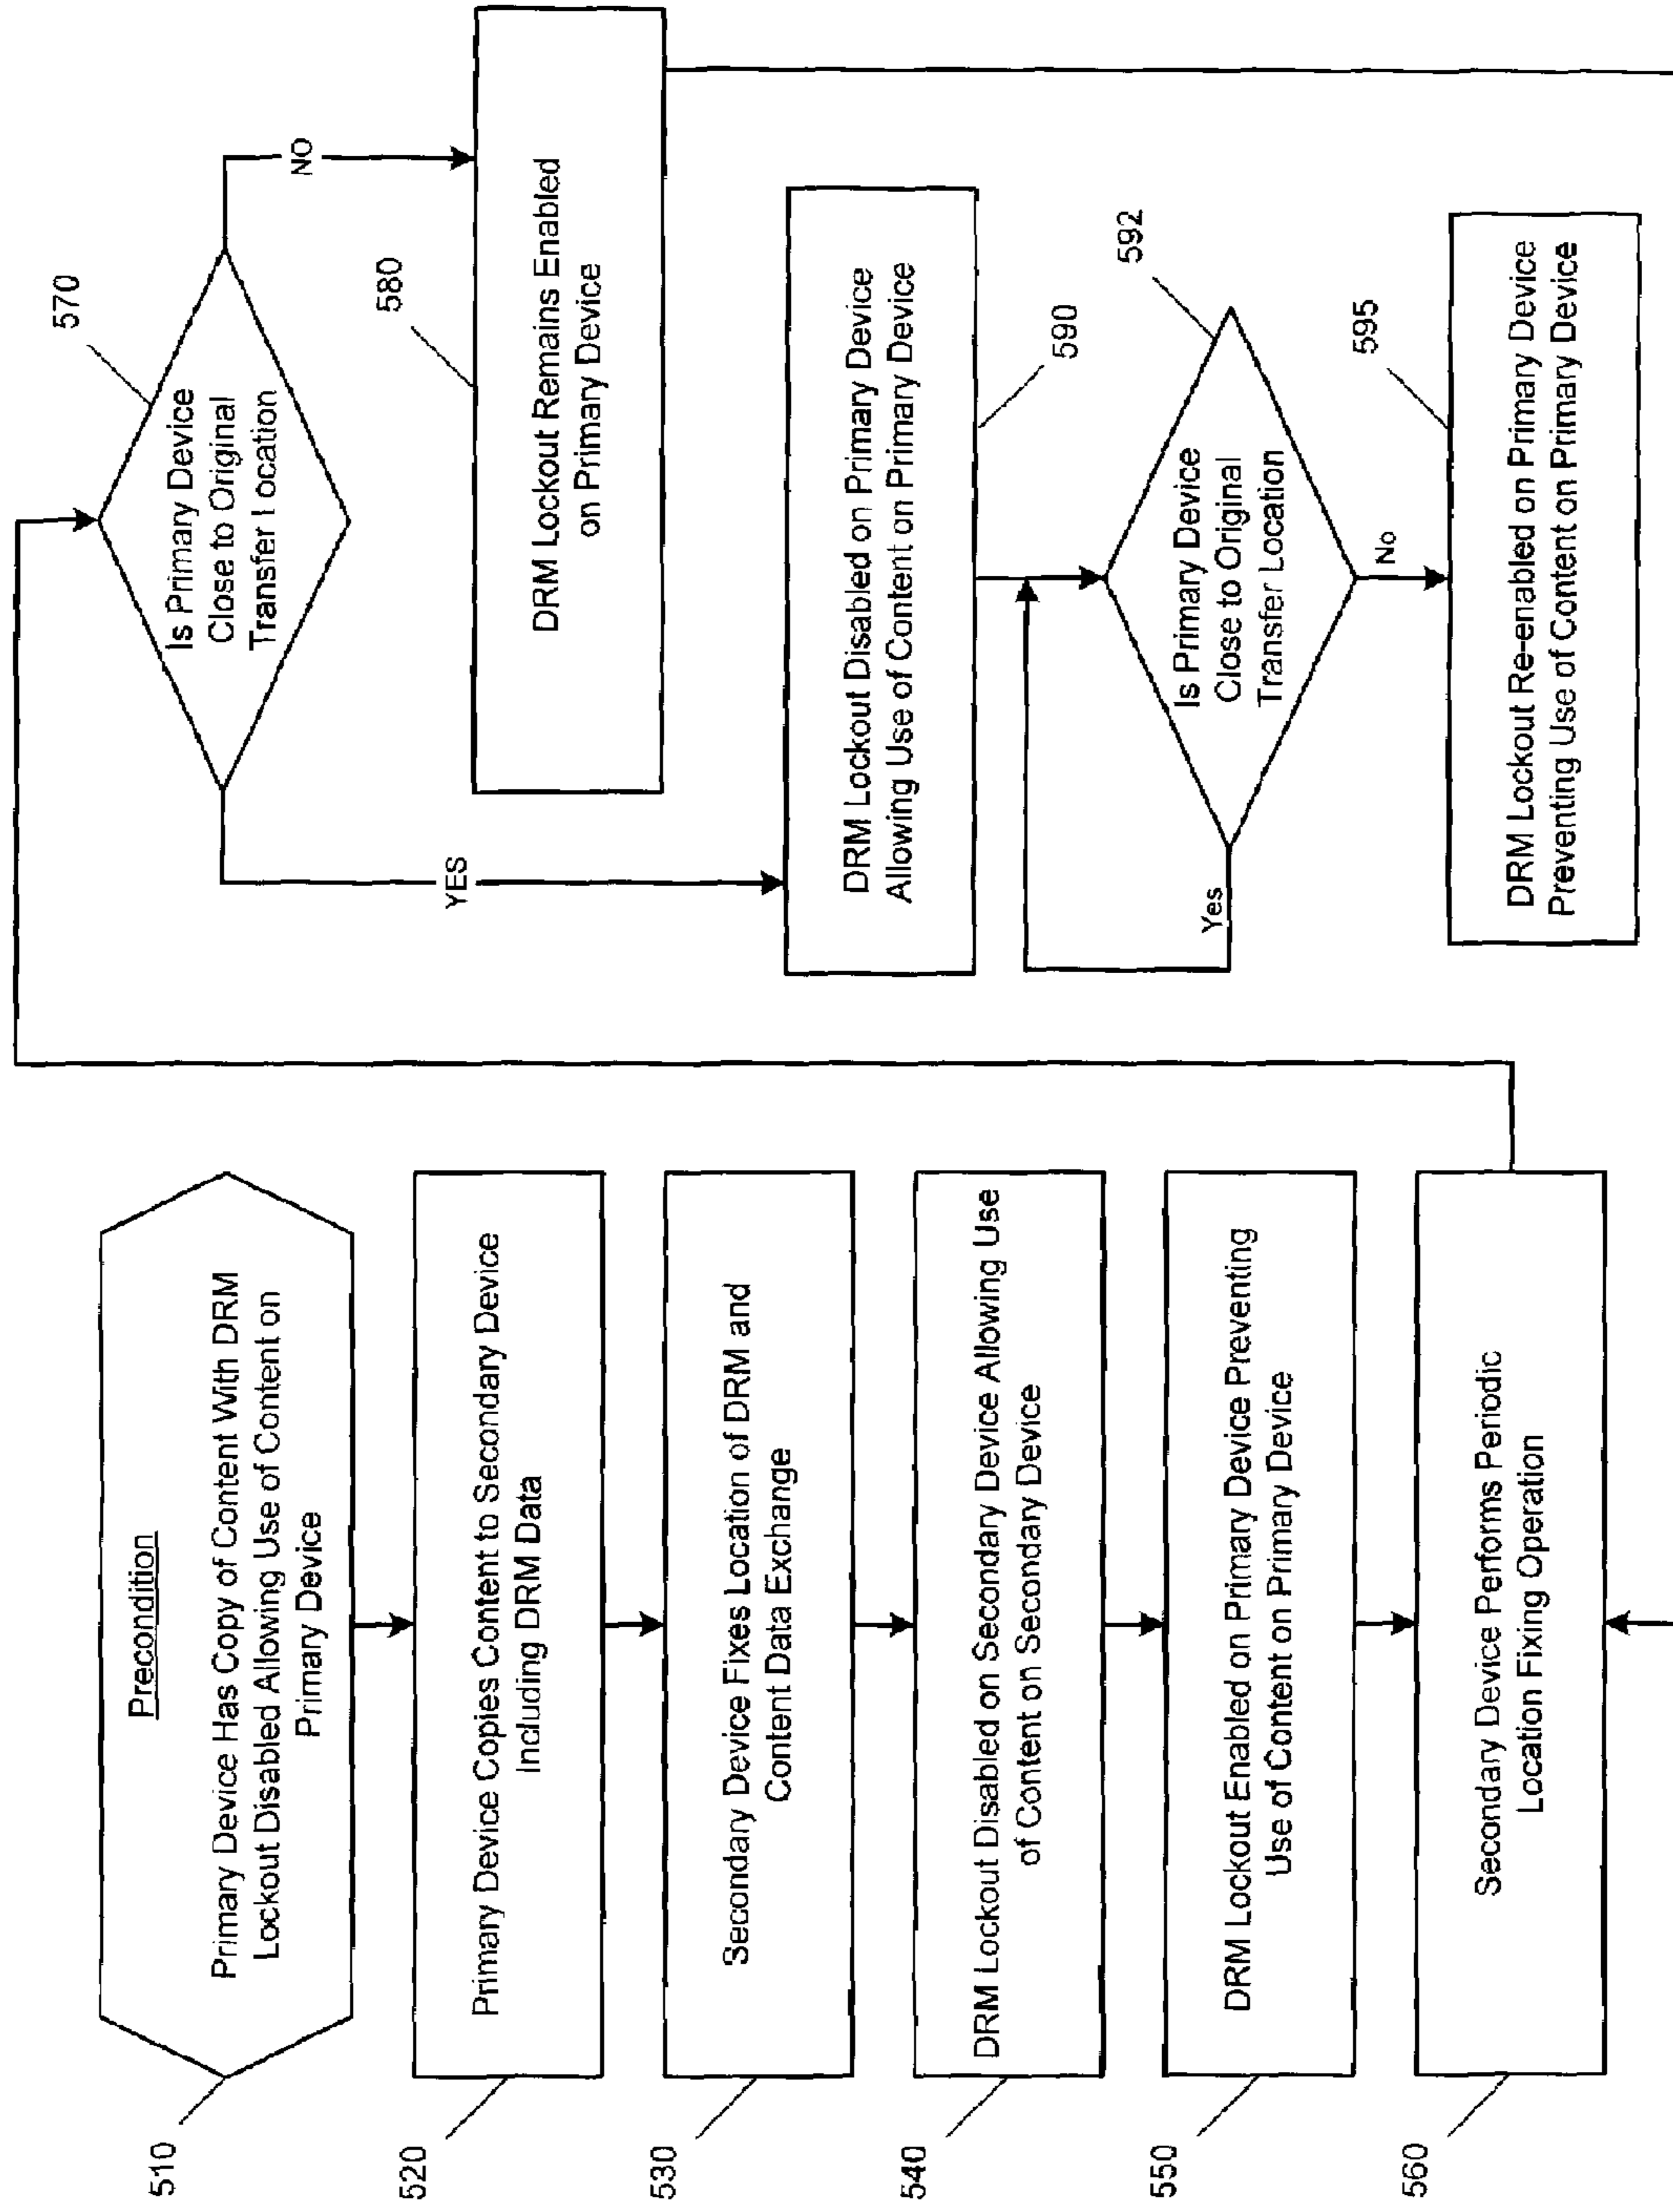 510
Precondition
Primary Device Has Copy of Content With DRM
Lockout Disabled Allowing Use of Content on
Primary Device
520
Primary Device Copies Content to Secondary Device
Including DRM Data
530
Secondary Device Fixes Location of DRM and
Content Data Exchange
540
DRM Lockout Disabled on Secondary Device Allowing Use
of Content on Secondary Device
550
DRM Lockout Enabled on Primary Device Preventing
Use of Content on Primary Device
560
Secondary Device Performs Periodic
Location Fixing Operation
570
Is Primary Device
Close to Original
Transfer Location
NO
YES
580
DRM Lockout Remains Enabled
on Primary Device
DRM Lockout Disabled on Primary Device
Allowing Use of Content on Primary Device
590
592
Is Primary Device
Close to Original
Transfer Location
Yes
No
595
DRM Lockout Re-enabled on Primary Device
Preventing Use of Content on Primary Device